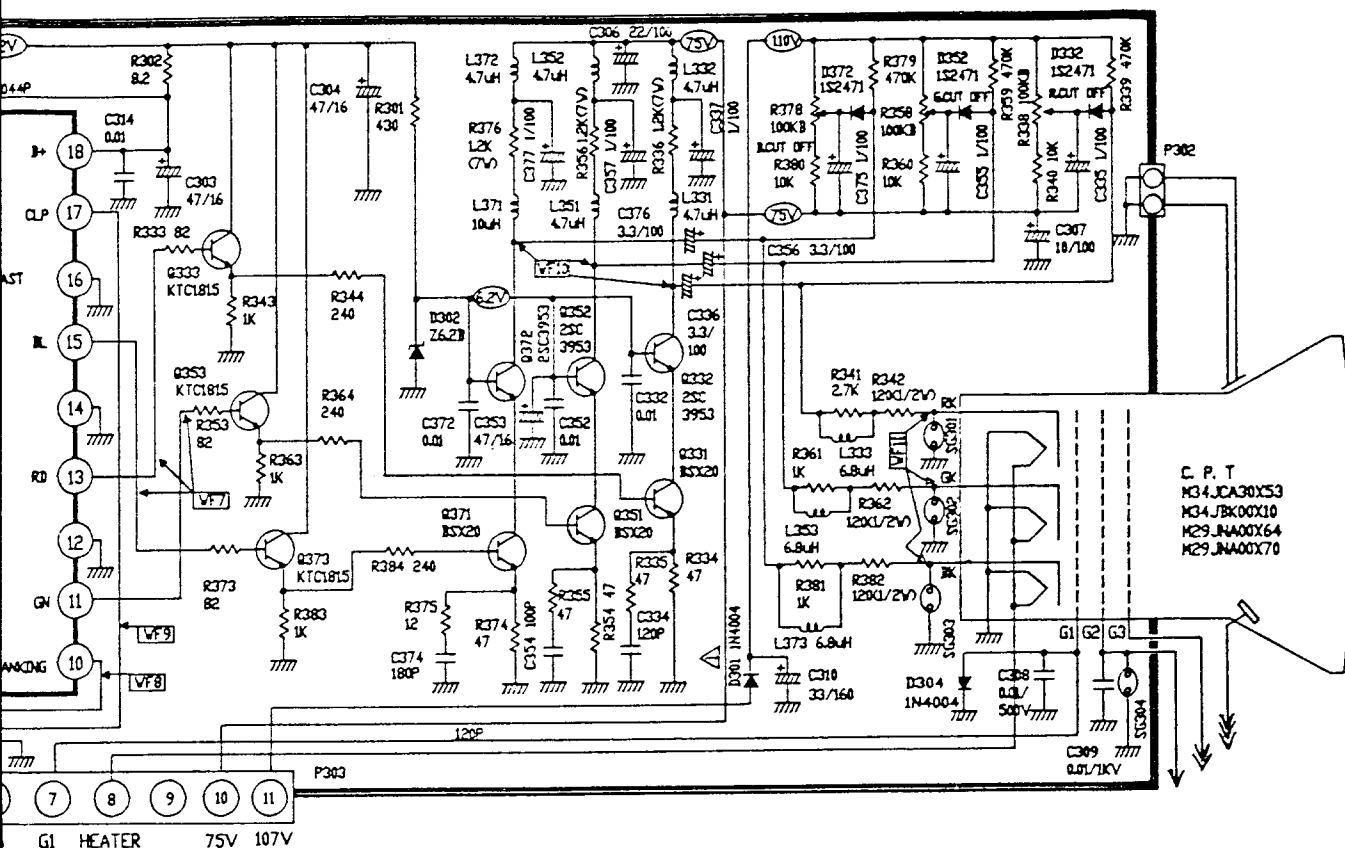 2V
R302
8.2
044P
C314
0.01
B+
18
C303
47/16
CLP
17
R333 82
AST
16
Q333
KTC1815
R343
1K
BL
15
Q353
KTC1815
14
R353
82
R363
1K
RD
13
WF7
12
Q373
KTC1815
GN
11
R373
82
R383
1K
WF9
ANKING
10
WF8
C304
47/16
R301
430
R344
240
D302
Z6.2B
R364
240
R384 240
L372
4.7uH
L352
4.7uH
C306 22/100
75V
L332
4.7uH
R376
1.2K
(7W)
C377 1/100
R356 1.2K(7W)
C357 1/100
R336 1.2K(7W)
C337
1/100
L371
10uH
L351
4.7uH
C376
3.3/100
L331
4.7uH
C356 3.3/100
WF10
6.2V
Q372
2SC3953
Q352
2SC
3953
C336
3.3/
100
C372
0.01
C353
47/16
C352
0.01
C332
0.01
Q332
2SC
3953
Q331
BSX20
Q371
BSX20
Q351
BSX20
R375
12
C374
180P
R374
47
C354 100P
R355
47
R354 47
R335
47
C334
120P
R334
47
110V
D372
1S2471
R379
470K
D352
1S2471
G.CUT OFF
R359 470K
R338 100KB
D332
1S2471
R.CUT OFF
R339 470K
R378
100KB
B.CUT OFF
R380
10K
C375 1/100
R358
100KB
R360
10K
C355 1/100
R340 10K
C335 1/100
75V
C307
10/100
P302
R341
2.7K
R342
120(1/2W)
RK
SG301
L333
6.8uH
WF11
R361
1K
R362
120(1/2W)
GK
SG302
L353
6.8uH
R381
1K
R382
120(1/2W)
BK
SG303
L373 6.8uH
C. P. T
M34JCA30X53
M34JBK00X10
M29JNA00X64
M29JNA00X70
G1 G2 G3
D301 1N4004
C310
33/160
D304
1N4004
C308
0.01/
500V
SG304
C309
0.01/1KV
120P
P303
7
8
9
10
11
G1 HEATER 75V 107V